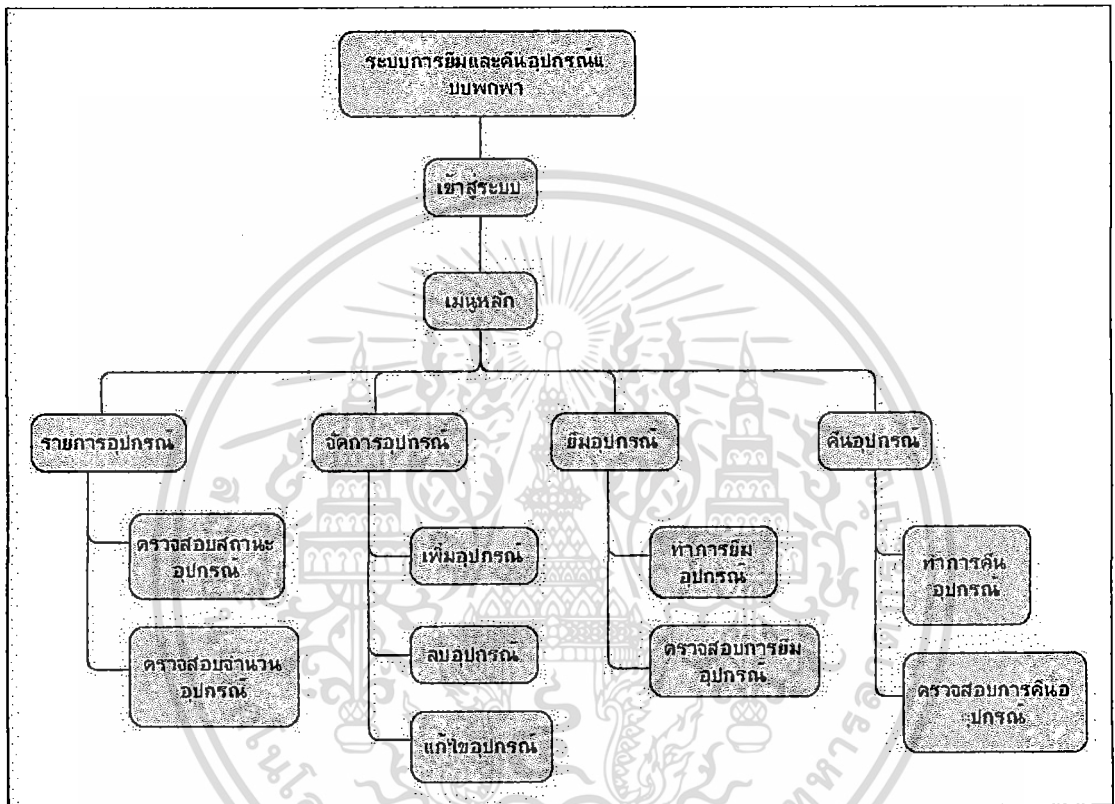 ระบบการยืมและคืนอุปกรณ์แ
บบพกพา
เข้าสู่ระบบ
เมนูหลัก
รายการอุปกรณ์
จัดการอุปกรณ์
ยืมอุปกรณ์
คืนอุปกรณ์
ตรวจสอบสถานะ
อุปกรณ์
ตรวจสอบจำนวน
อุปกรณ์
เพิ่มอุปกรณ์
ลบอุปกรณ์
แก้ไขอุปกรณ์
ทำการยืม
อุปกรณ์
ตรวจสอบการยืม
อุปกรณ์
ทำการคืน
อุปกรณ์
ตรวจสอบการคืนอ
ุปกรณ์